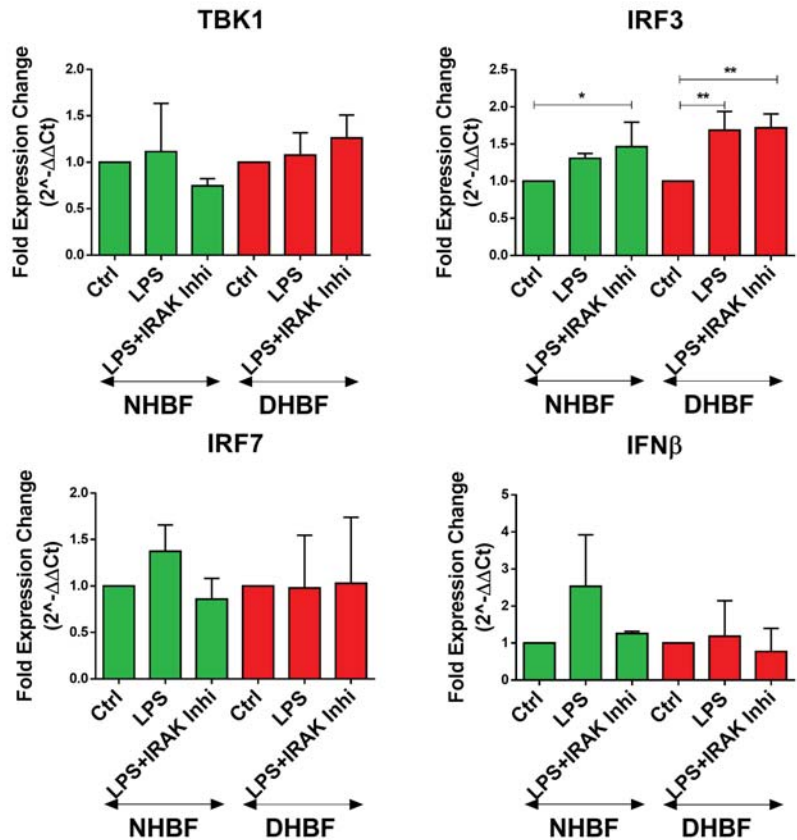 TBK1
Fold Expression Change
(2^-ΔΔCt)
2.0
1.5
1.0
0.5
0.0
Ctrl
LPS
LPS+IRAK Inhi
Ctrl
LPS
LPS+IRAK Inhi
NHBF
DHBF
IRF3
Fold Expression Change
(2^-ΔΔCt)
2.5
2.0
1.5
1.0
0.5
0.0
*
**
**
Ctrl
LPS
LPS+IRAK Inhi
Ctrl
LPS
LPS+IRAK Inhi
NHBF
DHBF
IRF7
Fold Expression Change
(2^-ΔΔCt)
2.0
1.5
1.0
0.5
0.0
Ctrl
LPS
LPS+IRAK Inhi
Ctrl
LPS
LPS+IRAK Inhi
NHBF
DHBF
IFNβ
Fold Expression Change
(2^-ΔΔCt)
5
4
3
2
1
0
Ctrl
LPS
LPS+IRAK Inhi
Ctrl
LPS
LPS+IRAK Inhi
NHBF
DHBF